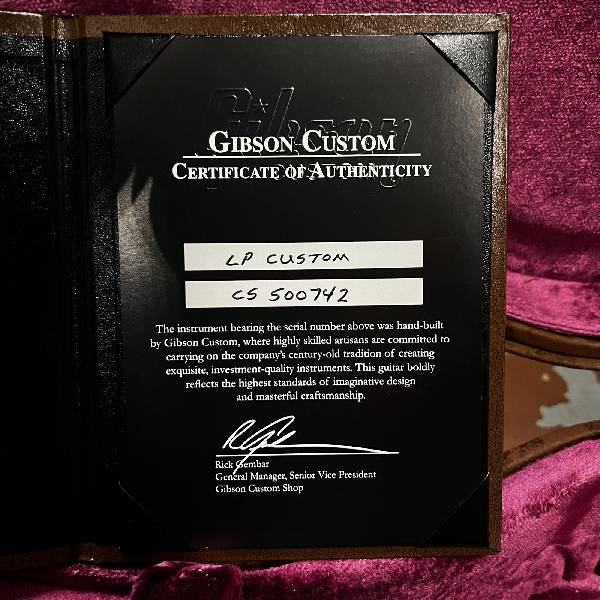 Gibson
Custom
GIBSON CUSTOM
CERTIFICATE OF AUTHENTICITY
LP CUSTOM
CS 500742
The instrument bearing the serial number above was hand-built
by Gibson Custom, where highly skilled artisans are committed to
carrying on the company's century-old tradition of creating
exquisite, investment-quality instruments. This guitar boldly
reflects the highest standards of imaginative design
and masterful craftsmanship.
Rick Gembar
General Manager, Senior Vice President
Gibson Custom Shop